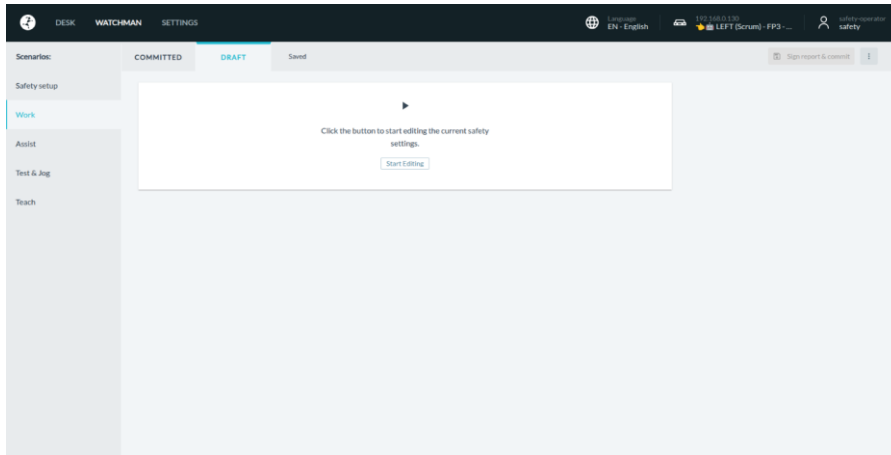 DESK WATCHMAN SETTINGS
Language
EN - English
192.168.0.130
LEFT (Scrum) - FP3 - ...
safety-operator
safety
Scenarios:
COMMITTED DRAFT Saved Sign report & commit
Safety setup
Work
Assist
Test & Jog
Teach
Click the button to start editing the current safety
settings.
Start Editing